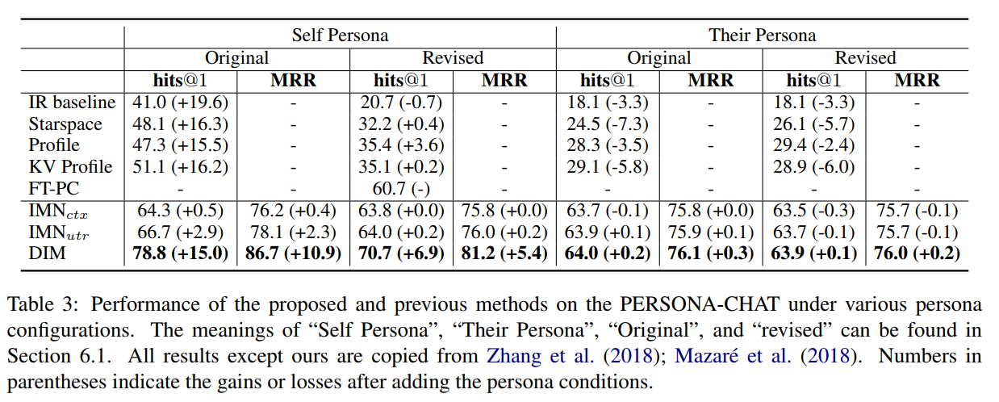 Self Persona Their Persona
Original Revised Original Revised
hits@1 MRR hits@1 MRR hits@1 MRR hits@1 MRR
IR baseline 41.0 (+19.6) - 20.7 (-0.7) - 18.1 (-3.3) - 18.1 (-3.3) -
Starspace 48.1 (+16.3) - 32.2 (+0.4) - 24.5 (-7.3) - 26.1 (-5.7) -
Profile 47.3 (+15.5) - 35.4 (+3.6) - 28.3 (-3.5) - 29.4 (-2.4) -
KV Profile 51.1 (+16.2) - 35.1 (+0.2) - 29.1 (-5.8) - 28.9 (-6.0) -
FT-PC - - 60.7 (-) - - - - -
IMNctx 64.3 (+0.5) 76.2 (+0.4) 63.8 (+0.0) 75.8 (+0.0) 63.7 (-0.1) 75.8 (+0.0) 63.5 (-0.3) 75.7 (-0.1)
IMNutr 66.7 (+2.9) 78.1 (+2.3) 64.0 (+0.2) 76.0 (+0.2) 63.9 (+0.1) 75.9 (+0.1) 63.7 (-0.1) 75.7 (-0.1)
DIM 78.8 (+15.0) 86.7 (+10.9) 70.7 (+6.9) 81.2 (+5.4) 64.0 (+0.2) 76.1 (+0.3) 63.9 (+0.1) 76.0 (+0.2)
Table 3: Performance of the proposed and previous methods on the PERSONA-CHAT under various persona
configurations. The meanings of “Self Persona”, “Their Persona”, “Original”, and “revised” can be found in
Section 6.1. All results except ours are copied from Zhang et al. (2018); Mazaré et al. (2018). Numbers in
parentheses indicate the gains or losses after adding the persona conditions.